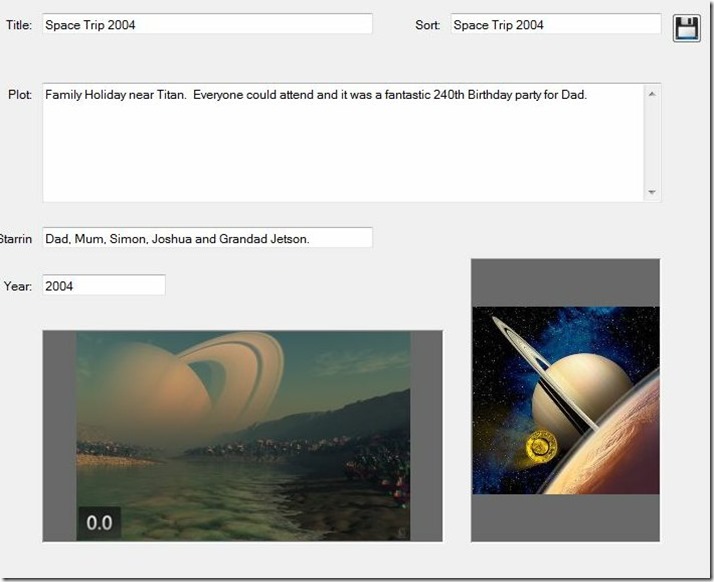 Title: Space Trip 2004 Sort: Space Trip 2004
Plot: Family Holiday near Titan.  Everyone could attend and it was a fantastic 240th Birthday party for Dad.
Starrin Dad, Mum, Simon, Joshua and Grandad Jetson.
Year: 2004
0.0